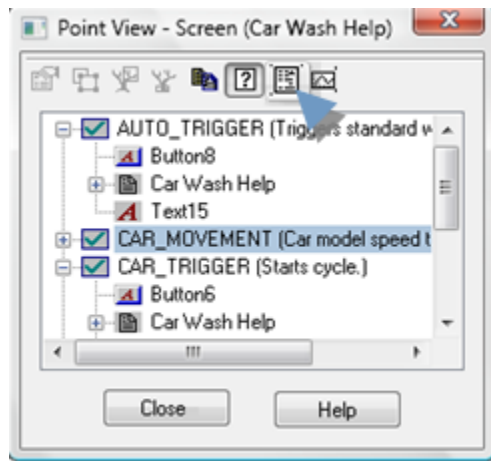 Point View - Screen (Car Wash Help)
AUTO_TRIGGER (Triggers standard w
Button8
Car Wash Help
Text15
CAR_MOVEMENT (Car model speed t
CAR_TRIGGER (Starts cycle.)
Button6
Car Wash Help
Close
Help